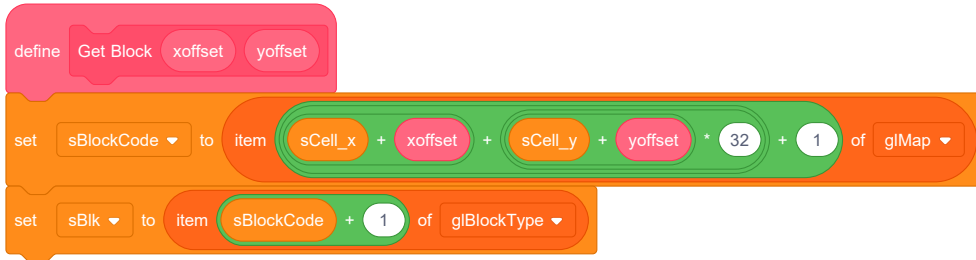 define Get Block xoffset yoffset
set sBlockCode to item sCell_x + xoffset + sCell_y + yoffset * 32 + 1 of glMap
set sBlk to item sBlockCode + 1 of glBlockType